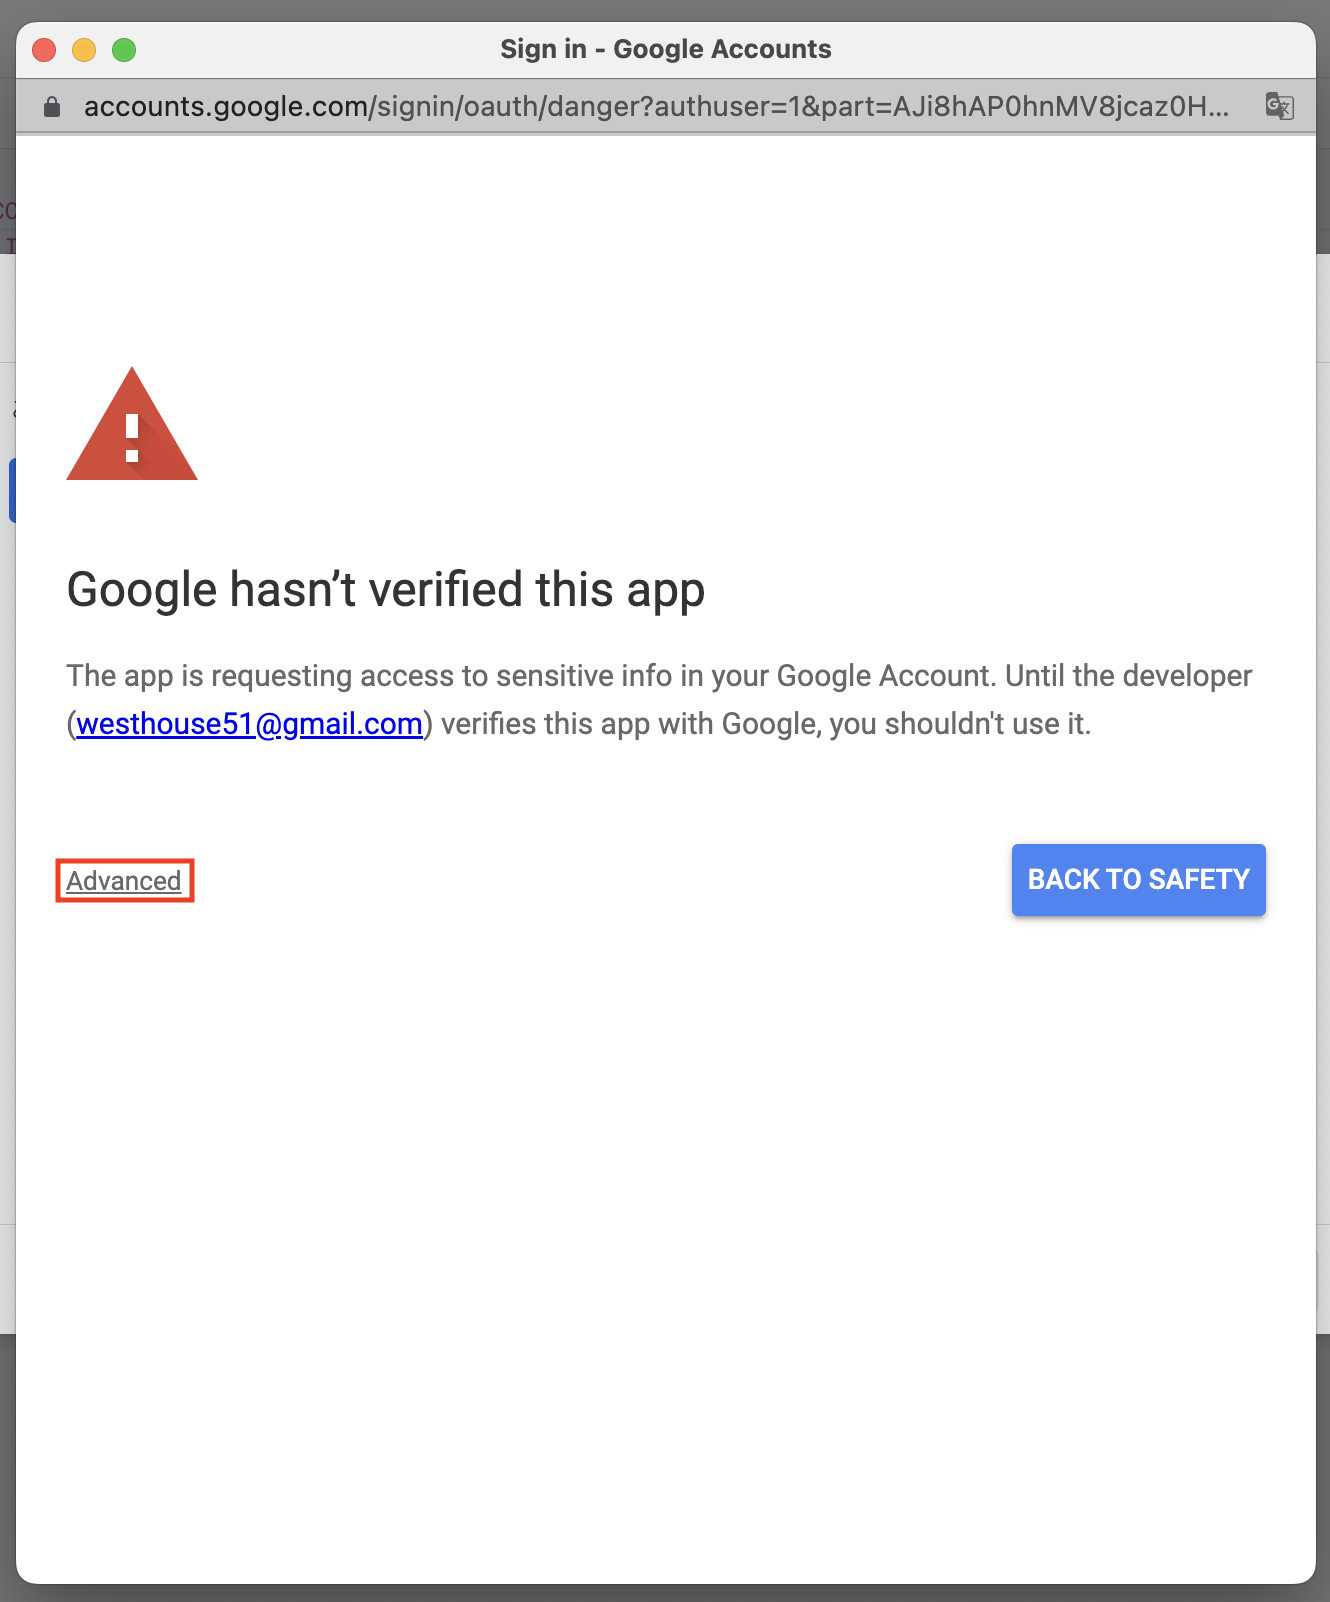 Sign in - Google Accounts
accounts.google.com/signin/oauth/danger?authuser=1&part=AJi8hAP0hnMV8jcaz0H...
Google hasn’t verified this app
The app is requesting access to sensitive info in your Google Account. Until the developer
(westhouse51@gmail.com) verifies this app with Google, you shouldn't use it.
Advanced
BACK TO SAFETY